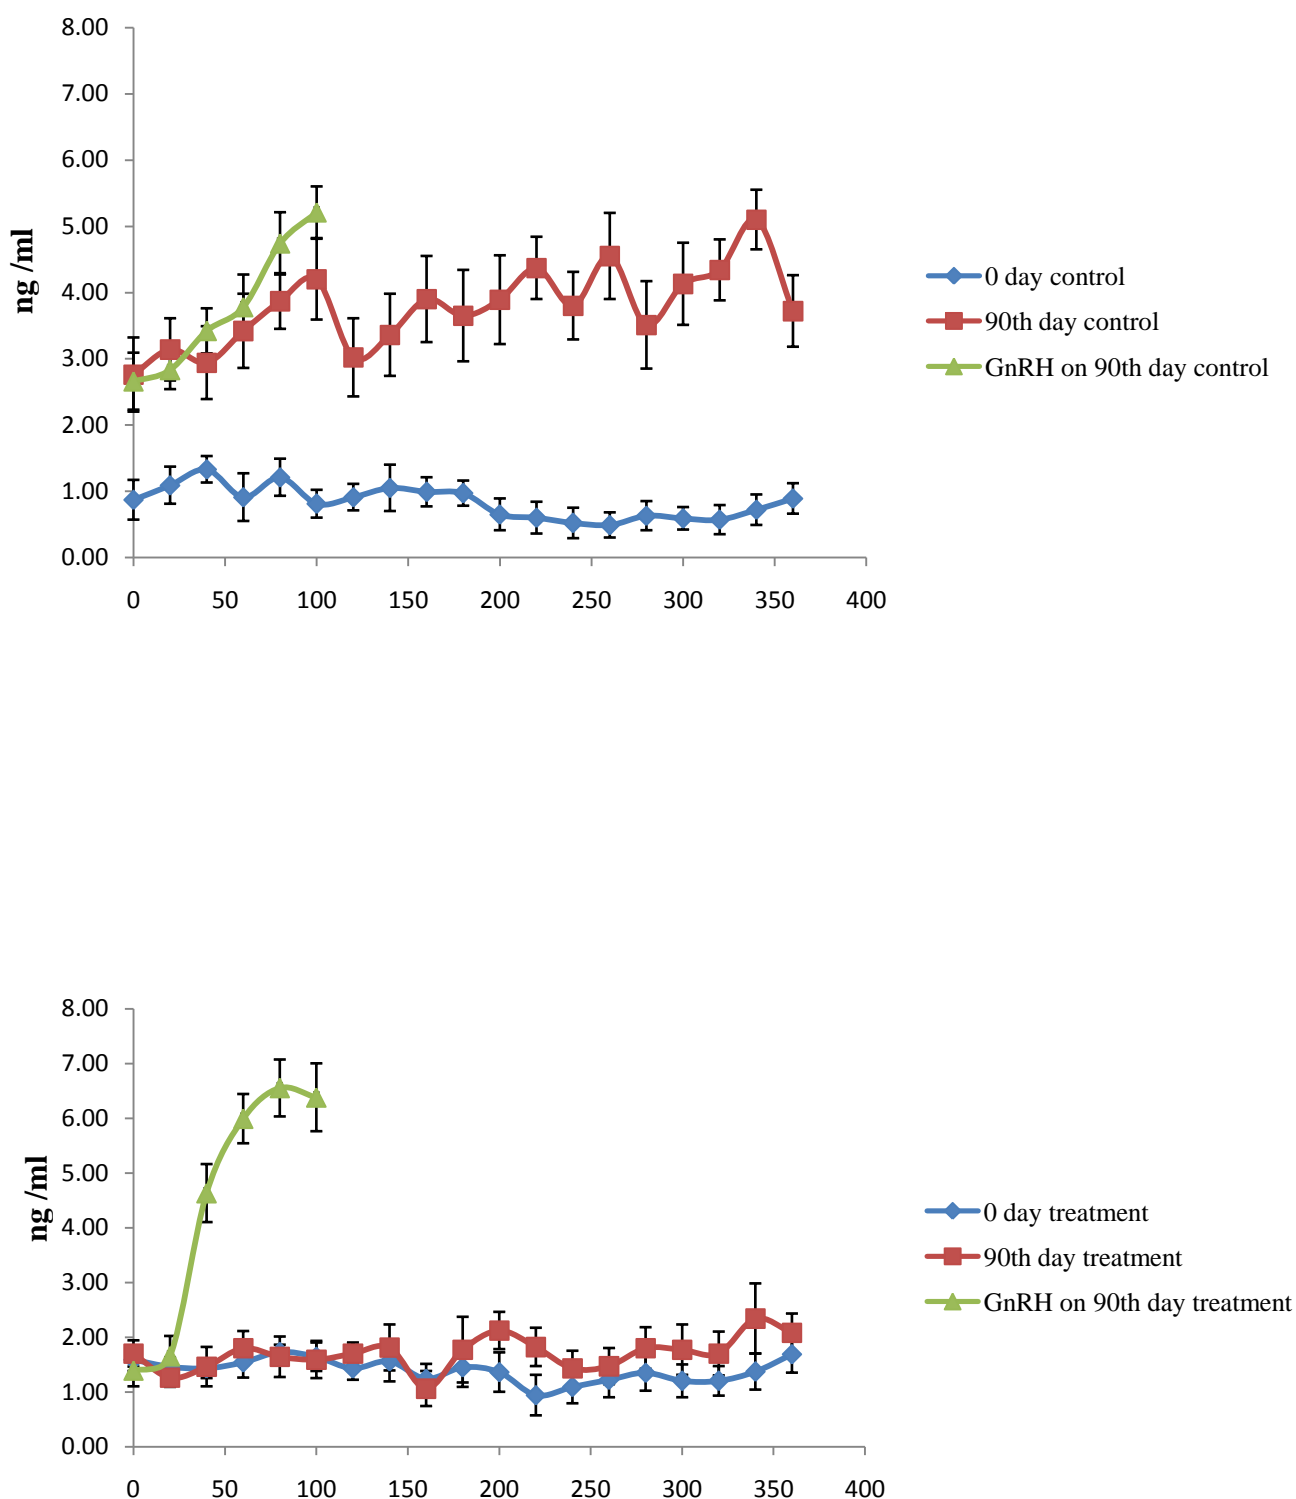 8.00
7.00
6.00
5.00
4.00
3.00
2.00
1.00
0.00
ng /ml
0 50 100 150 200 250 300 350 400
0 day control
90th day control
GnRH on 90th day control
8.00
7.00
6.00
5.00
4.00
3.00
2.00
1.00
0.00
ng /ml
0 50 100 150 200 250 300 350 400
0 day treatment
90th day treatment
GnRH on 90th day treatment